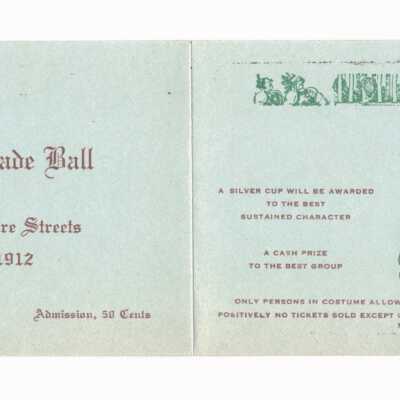 ade Ball
re Streets
1912
Admission, 50 Cents
A SILVER CUP WILL BE AWARDED
TO THE BEST
SUSTAINED CHARACTER
A CASH PRIZE
TO THE BEST GROUP
ONLY PERSONS IN COSTUME ALLOW
POSITIVELY NO TICKETS SOLD EXCEPT